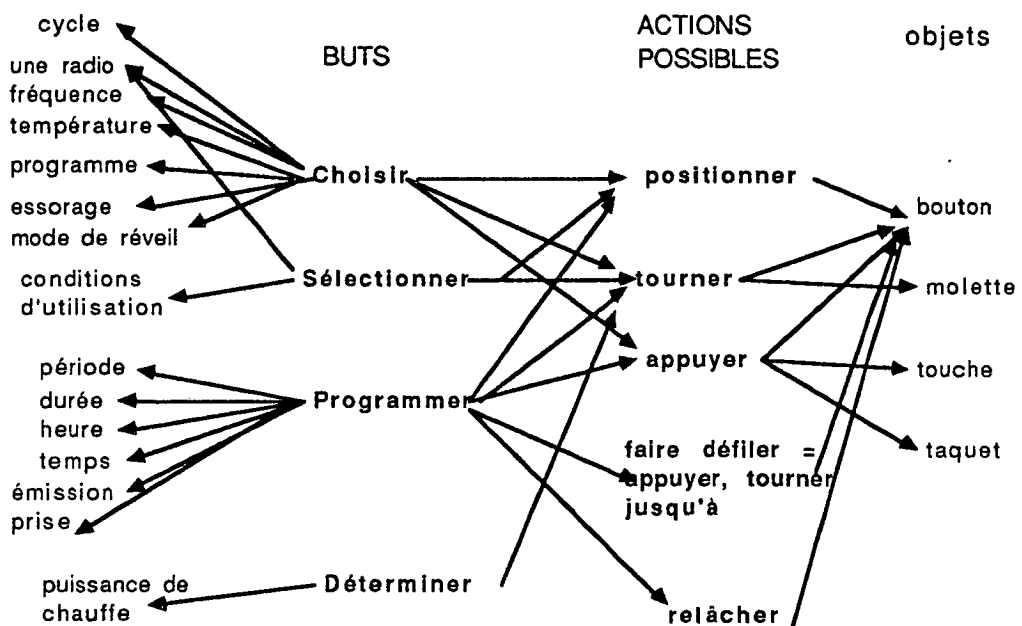 cycle
une radio
fréquence
température
programme
essorage
mode de réveil
conditions
d'utilisation
période
durée
heure
temps
émission
prise
puissance de
chauffe
BUTS
Choisir
Sélectionner
Programmer
Déterminer
ACTIONS
POSSIBLES
positionner
tourner
appuyer
faire défiler =
appuyer, tourner
jusqu'à
relâcher
objets
bouton
molette
touche
taquet